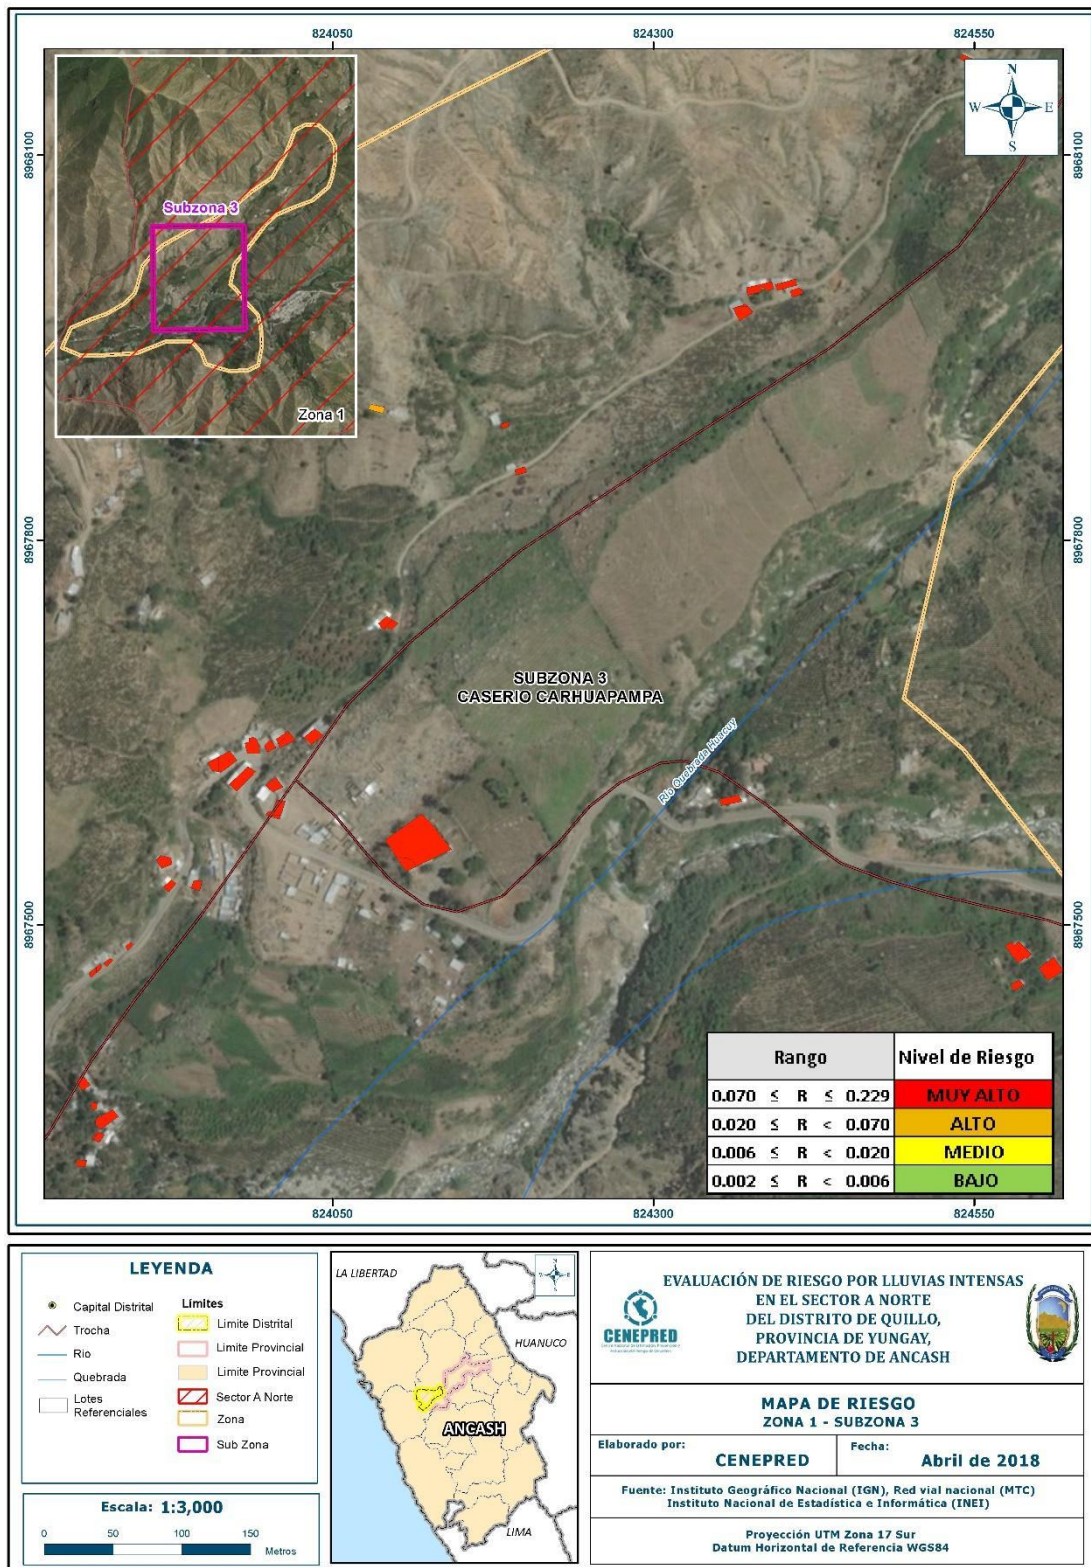 824050
824300
824550
8968100
8968100
N
W
E
S
Subzona 3
Zona 1
8967800
8967800
SUBZONA 3
CASERIO CARHUAPAMPA
Río Quebrada Huacuy
8967500
8967500
Rango
Nivel de Riesgo
0.070 ≤ R ≤ 0.229
MUY ALTO
0.020 ≤ R < 0.070
ALTO
0.006 ≤ R < 0.020
MEDIO
0.002 ≤ R < 0.006
BAJO
824050
824300
824550
LEYENDA
Capital Distrital
Trocha
Rio
Quebrada
Lotes
Referenciales
Límites
Limite Distrital
Limite Provincial
Limite Provincial
Sector A Norte
Zona
Sub Zona
Escala: 1:3,000
0 50 100 150
Metros
LA LIBERTAD
HUANUCO
ANCASH
LIMA
CENEPRED
EVALUACIÓN DE RIESGO POR LLUVIAS INTENSAS
EN EL SECTOR A NORTE
DEL DISTRITO DE QUILLO,
PROVINCIA DE YUNGAY,
DEPARTAMENTO DE ANCASH
MAPA DE RIESGO
ZONA 1 - SUBZONA 3
Elaborado por:
CENEPRED
Fecha:
Abril de 2018
Fuente: Instituto Geográfico Nacional (IGN), Red vial nacional (MTC)
Instituto Nacional de Estadística e Informática (INEI)
Proyección UTM Zona 17 Sur
Datum Horizontal de Referencia WGS84